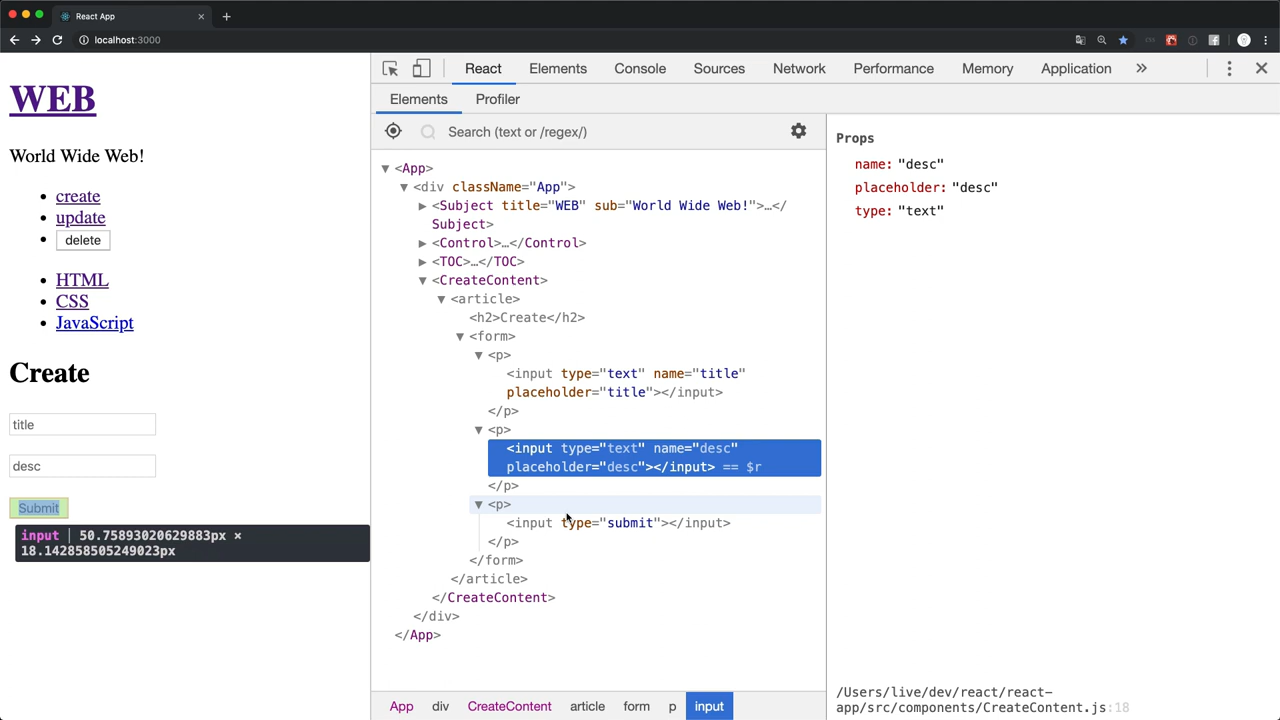 React App
localhost:3000
WEB
World Wide Web!
create
update
delete
HTML
CSS
JavaScript
Create
title
desc
Submit
input | 50.75893020629883px ×
18.142858505249023px
React Elements Console Sources Network Performance Memory Application »
Elements Profiler
Search (text or /regex/)
▼ <App>
▼ <div className="App">
▶ <Subject title="WEB" sub="World Wide Web!">…</
Subject>
▶ <Control>…</Control>
▶ <TOC>…</TOC>
▼ <CreateContent>
▼ <article>
<h2>Create</h2>
▼ <form>
▼ <p>
<input type="text" name="title"
placeholder="title"></input>
</p>
▼ <p>
<input type="text" name="desc"
placeholder="desc"></input> == $r
</p>
▼ <p>
<input type="submit"></input>
</p>
</form>
</article>
</CreateContent>
</div>
</App>
App div CreateContent article form p input
Props
name: "desc"
placeholder: "desc"
type: "text"
/Users/live/dev/react/react-
app/src/components/CreateContent.js:18